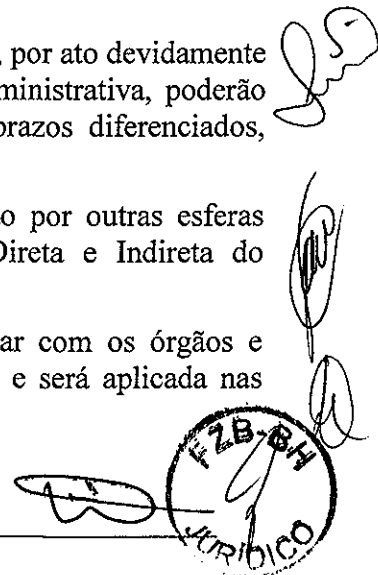 , por ato devidamente
ministrativa, poderão
prazos diferenciados,
o por outras esferas
Direta e Indireta do
ar com os órgãos e
e será aplicada nas
FZB-BH
JURÍDICO